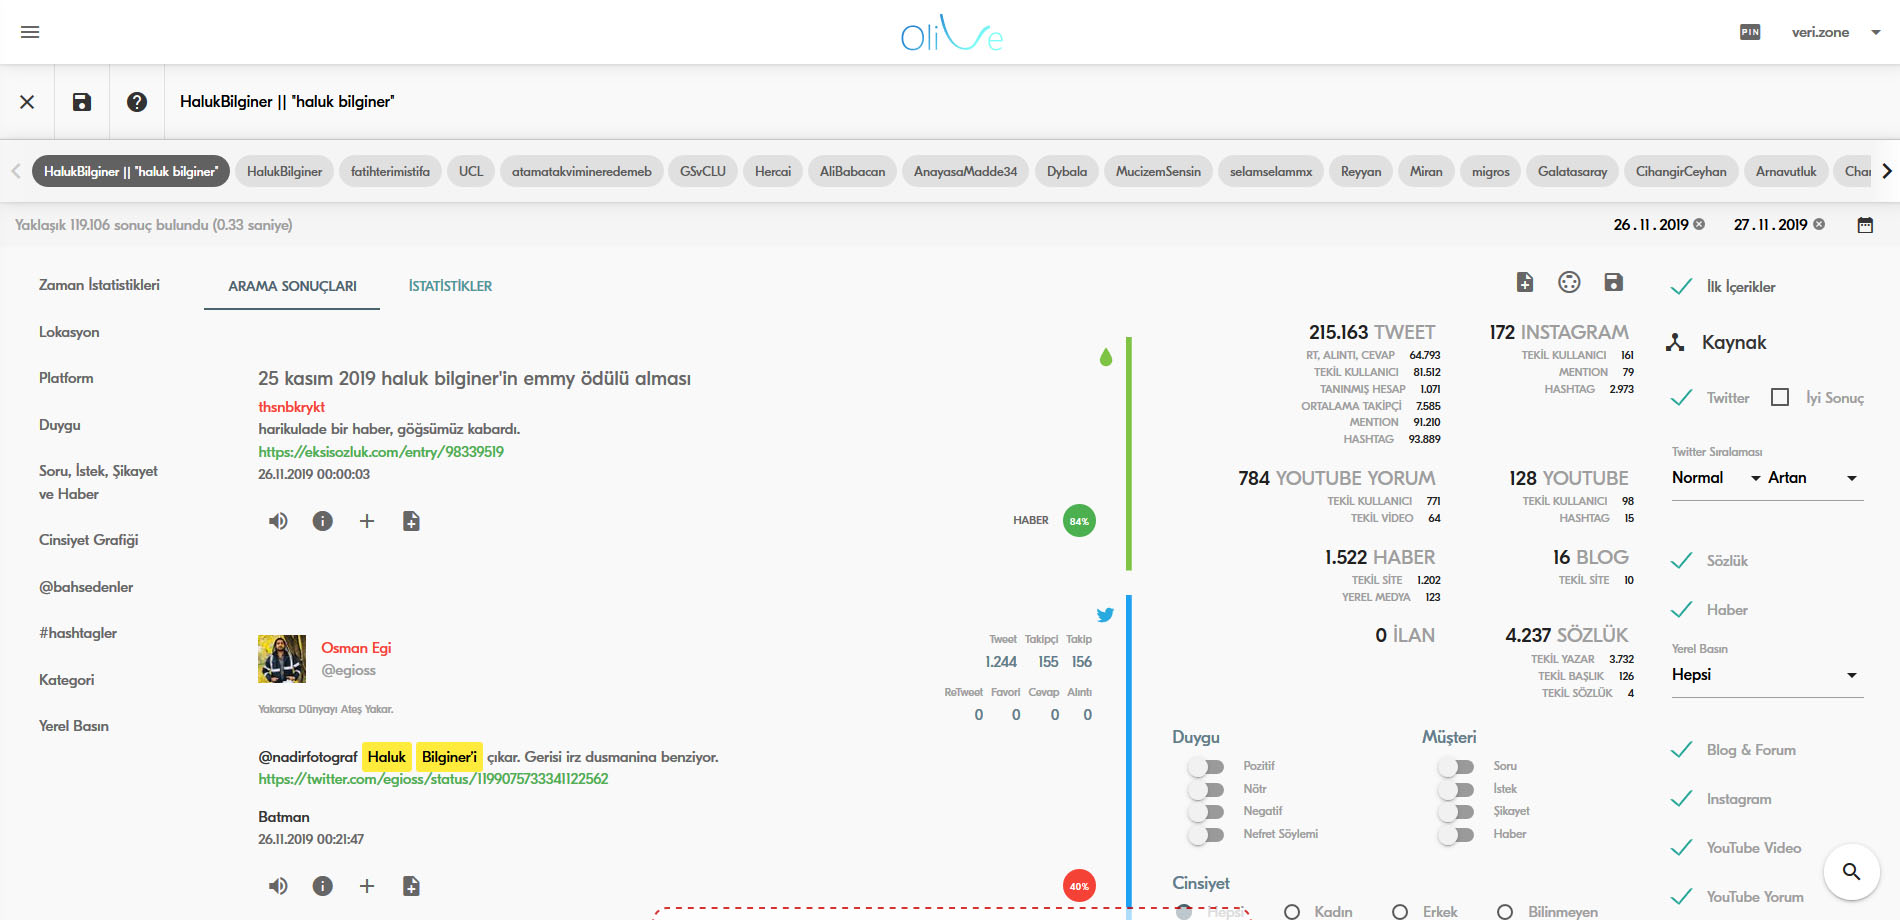 Olive
PIN
veri.zone
HalukBilginer || "haluk bilginer"
HalukBilginer || "haluk bilginer"
HalukBilginer
fatihterimistifa
UCL
atamatakvimineredemeb
GSvCLU
Hercai
AliBabacan
AnayasaMadde34
Dybala
MucizemSensin
selamselammx
Reyyan
Miran
migros
Galatasaray
CihangirCeyhan
Arnavutluk
Char
Yaklaşık 119.106 sonuç bulundu (0.33 saniye)
26.11.2019
27.11.2019
Zaman İstatistikleri
Lokasyon
Platform
Duygu
Soru, İstek, Şikayet
ve Haber
Cinsiyet Grafiği
@bahsedenler
#hashtagler
Kategori
Yerel Basın
ARAMA SONUÇLARI
İSTATİSTİKLER
25 kasım 2019 haluk bilginer'in emmy ödülü alması
thsnbkrykt
harikulade bir haber, göğsümüz kabardı.
https://eksisozluk.com/entry/98339519
26.11.2019 00:00:03
HABER 84%
Osman Egi
@egioss
Yakarsa Dünyayı Ateş Yakar.
Tweet Takipçi Takip
1.244 155 156
ReTweet Favori Cevap Alıntı
0 0 0 0
@nadirfotograf Haluk Bilginer'i çıkar. Gerisi irz dusmanina benziyor.
https://twitter.com/egioss/status/1199075733341122562
Batman
26.11.2019 00:21:47
40%
215.163 TWEET
RT, ALINTI, CEVAP 64.793
TEKİL KULLANICI 81.512
TANINMIŞ HESAP 1.071
ORTALAMA TAKİPÇİ 7.585
MENTION 91.210
HASHTAG 93.889
172 INSTAGRAM
TEKİL KULLANICI 161
MENTION 79
HASHTAG 2.973
784 YOUTUBE YORUM
TEKİL KULLANICI 771
TEKİL VİDEO 64
128 YOUTUBE
TEKİL KULLANICI 98
HASHTAG 15
1.522 HABER
TEKİL SİTE 1.202
YEREL MEDYA 123
16 BLOG
TEKİL SİTE 10
0 İLAN
4.237 SÖZLÜK
TEKİL YAZAR 3.732
TEKİL BAŞLIK 126
TEKİL SÖZLÜK 4
Duygu
Pozitif
Nötr
Negatif
Nefret Söylemi
Müşteri
Soru
İstek
Şikayet
Haber
Cinsiyet
Hepsi Kadın Erkek Bilinmeyen
İlk İçerikler
Kaynak
Twitter İyi Sonuç
Twitter Sıralaması
Normal Artan
Sözlük
Haber
Yerel Basın
Hepsi
Blog & Forum
Instagram
YouTube Video
YouTube Yorum